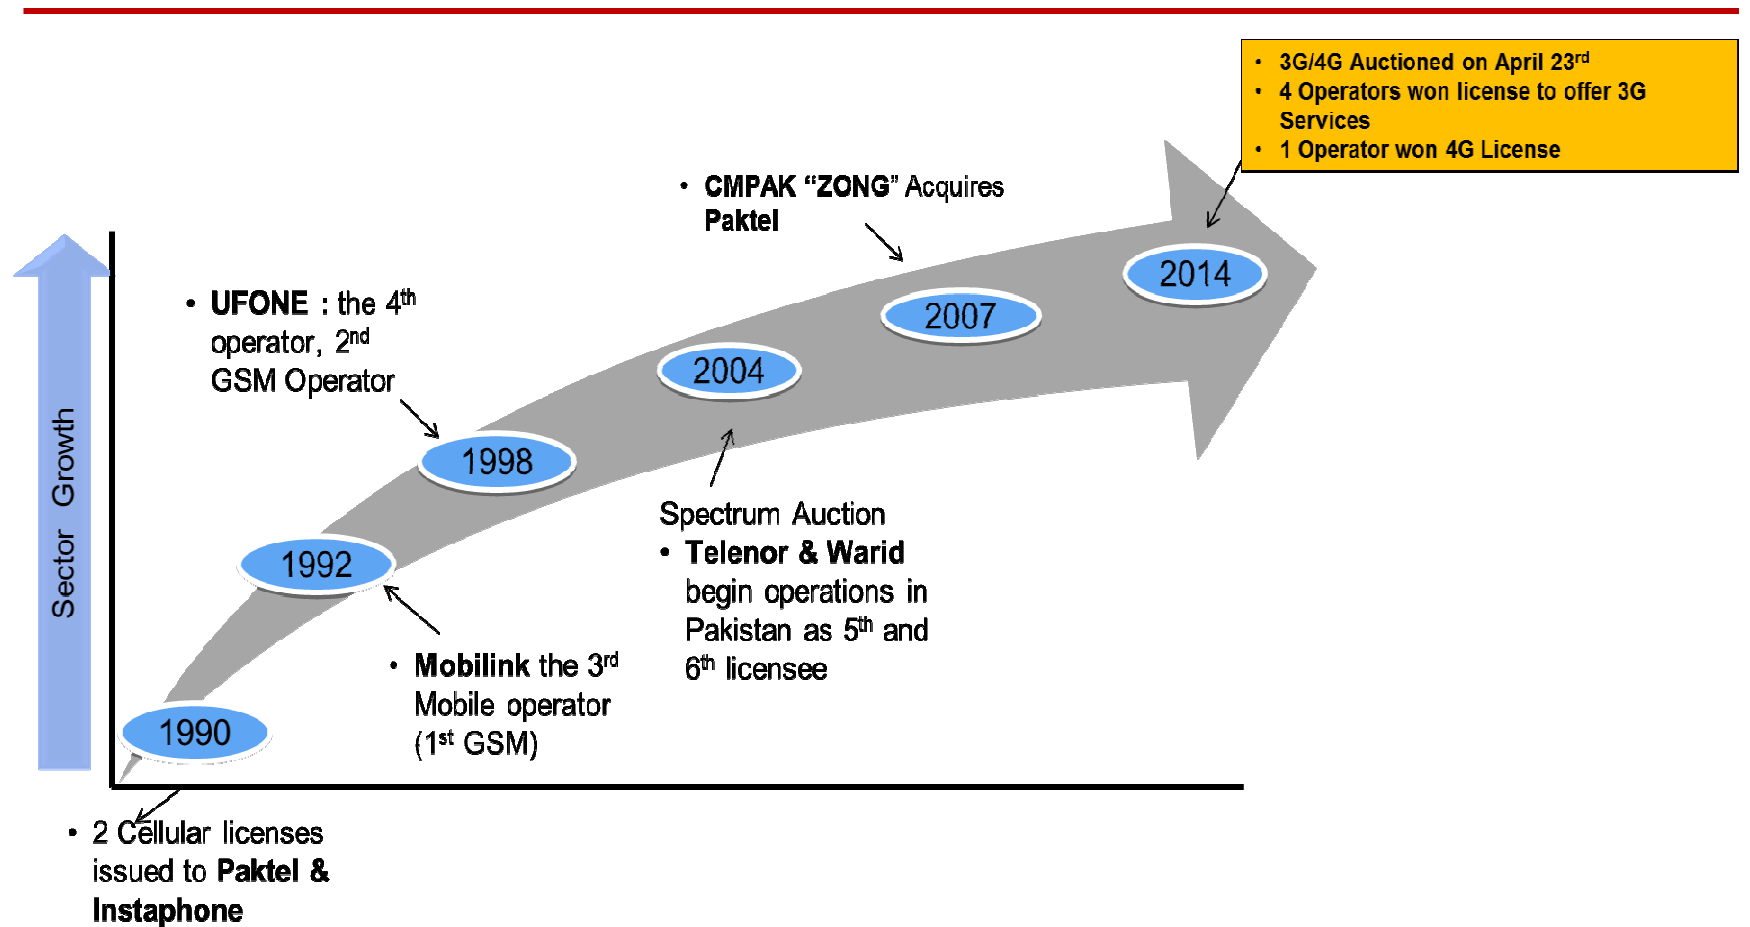 • 3G/4G Auctioned on April 23rd
• 4 Operators won license to offer 3G
Services
• 1 Operator won 4G License
• CMPAK “ZONG” Acquires
Paktel
2014
• UFONE : the 4th
operator, 2nd
GSM Operator
2007
2004
1998
Sector Growth
Spectrum Auction
• Telenor & Warid
begin operations in
Pakistan as 5th and
6th licensee
1992
• Mobilink the 3rd
Mobile operator
(1st GSM)
1990
• 2 Cellular licenses
issued to Paktel &
Instaphone